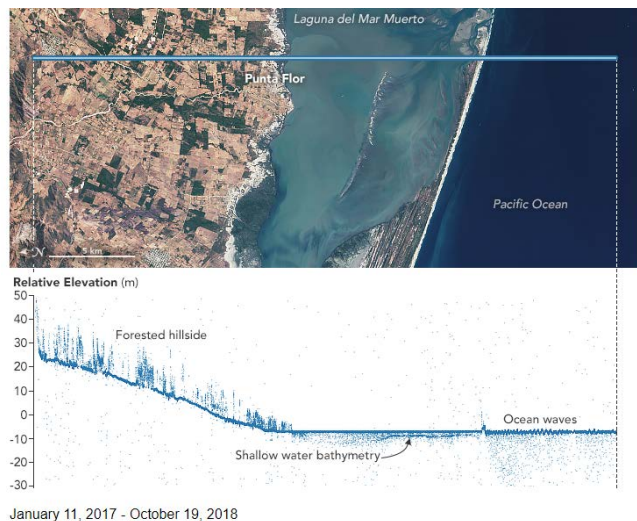 Laguna del Mar Muerto
Punta Flor
Pacific Ocean
N
5 km
Relative Elevation (m)
50
40
30
20
10
0
-10
-20
-30
Forested hillside
Ocean waves
Shallow water bathymetry
January 11, 2017 - October 19, 2018